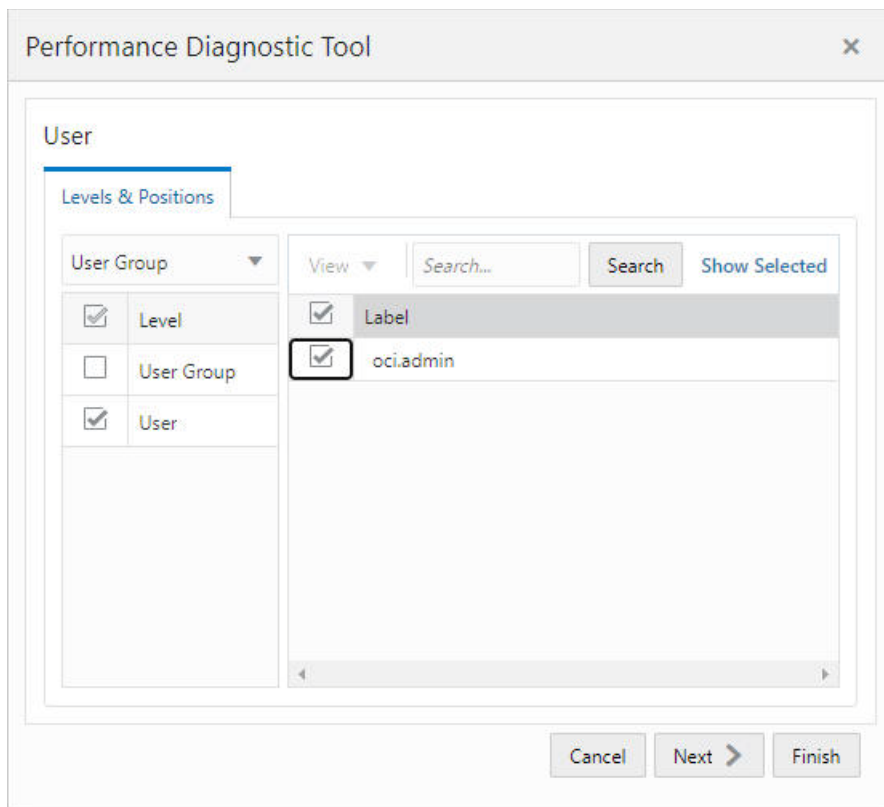 Performance Diagnostic Tool
User
Levels & Positions
User Group
View Search... Search Show Selected
Level
User Group
User
Label
oci.admin
Cancel Next Finish